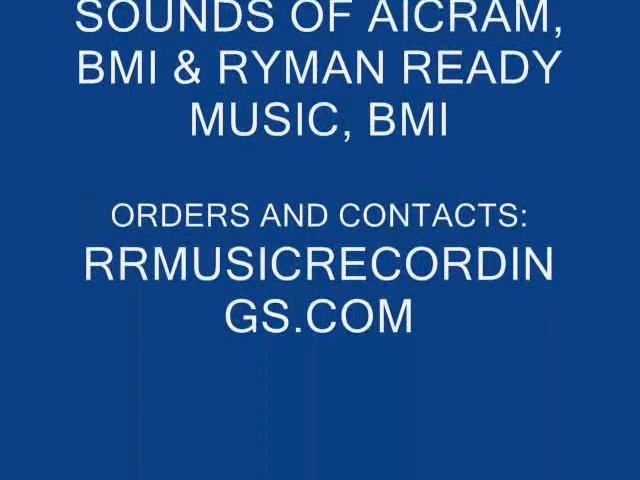 SOUNDS OF AICRAM,
BMI & RYMAN READY
MUSIC, BMI
ORDERS AND CONTACTS:
RRMUSICRECORDIN
GS.COM